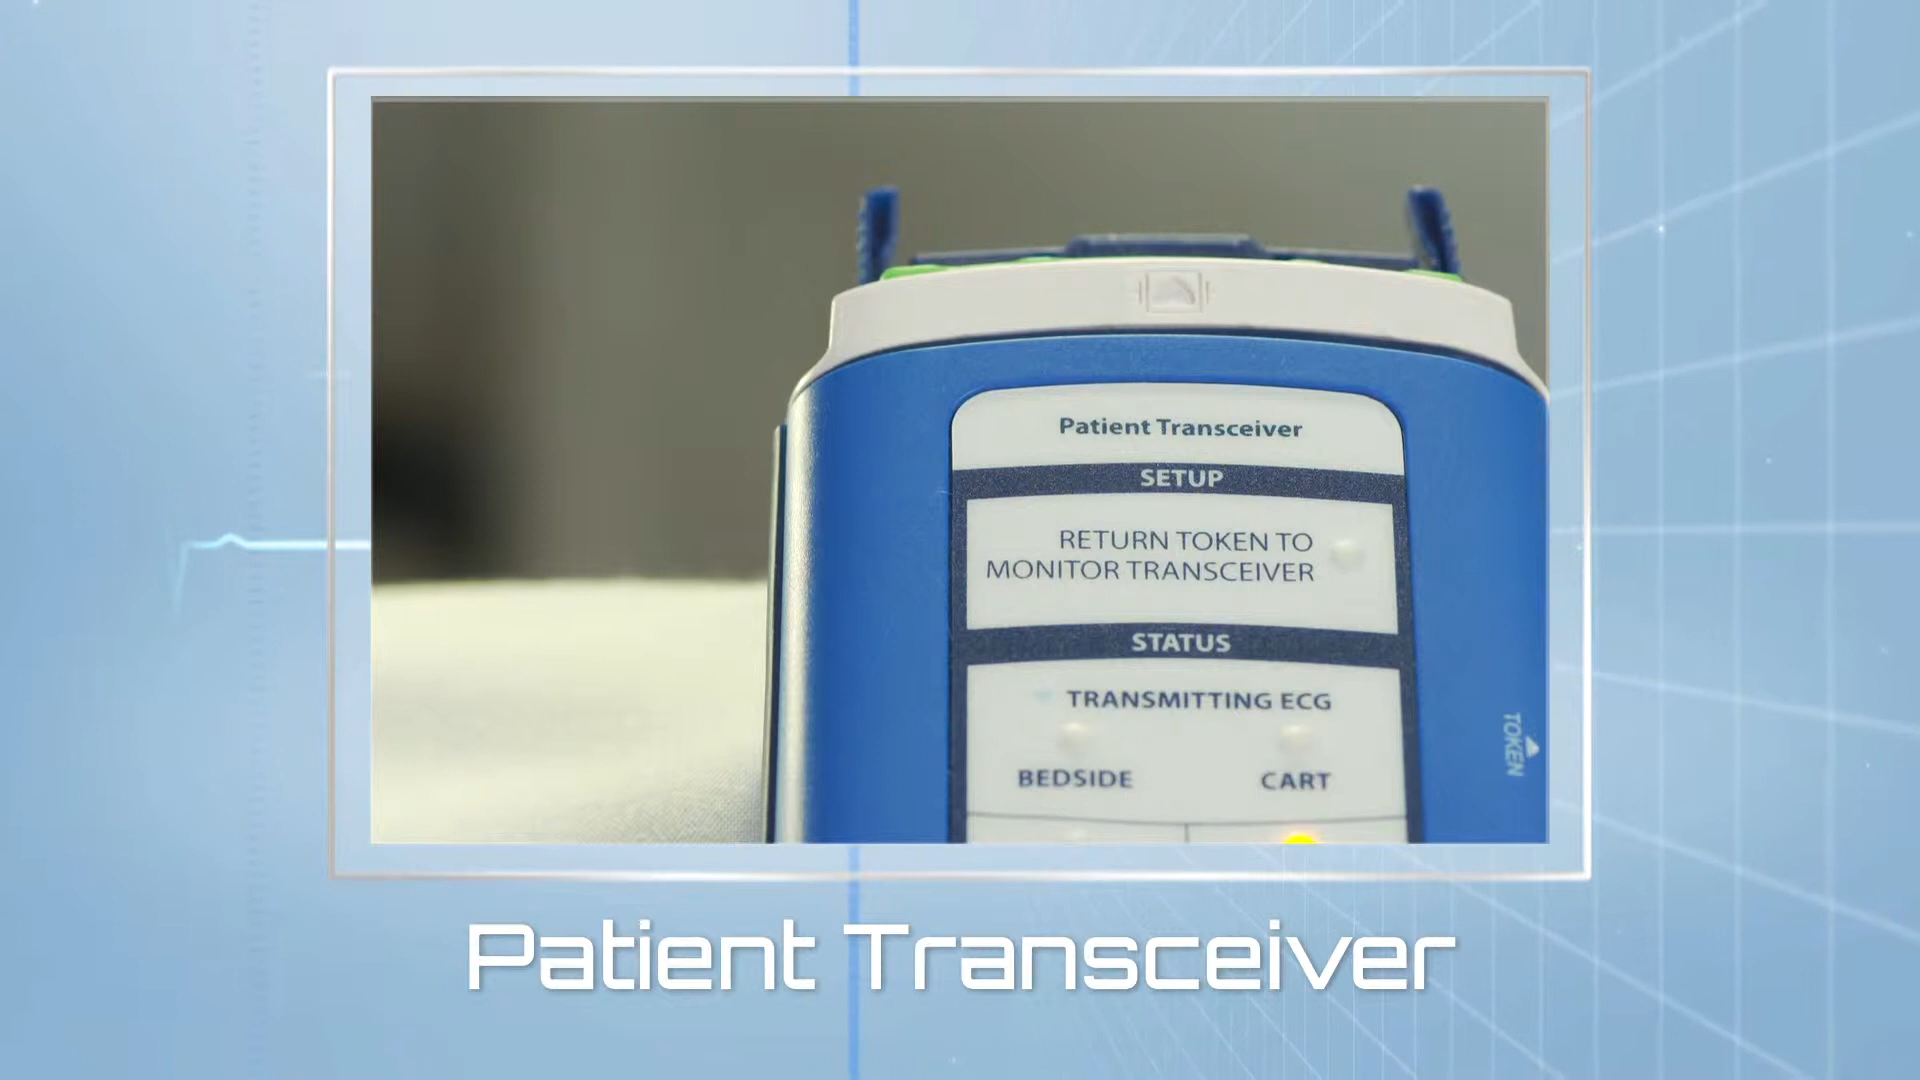 Patient Transceiver
SETUP
RETURN TOKEN TO
MONITOR TRANSCEIVER
STATUS
TRANSMITTING ECG
BEDSIDE CART
TOKEN
Patient Transceiver